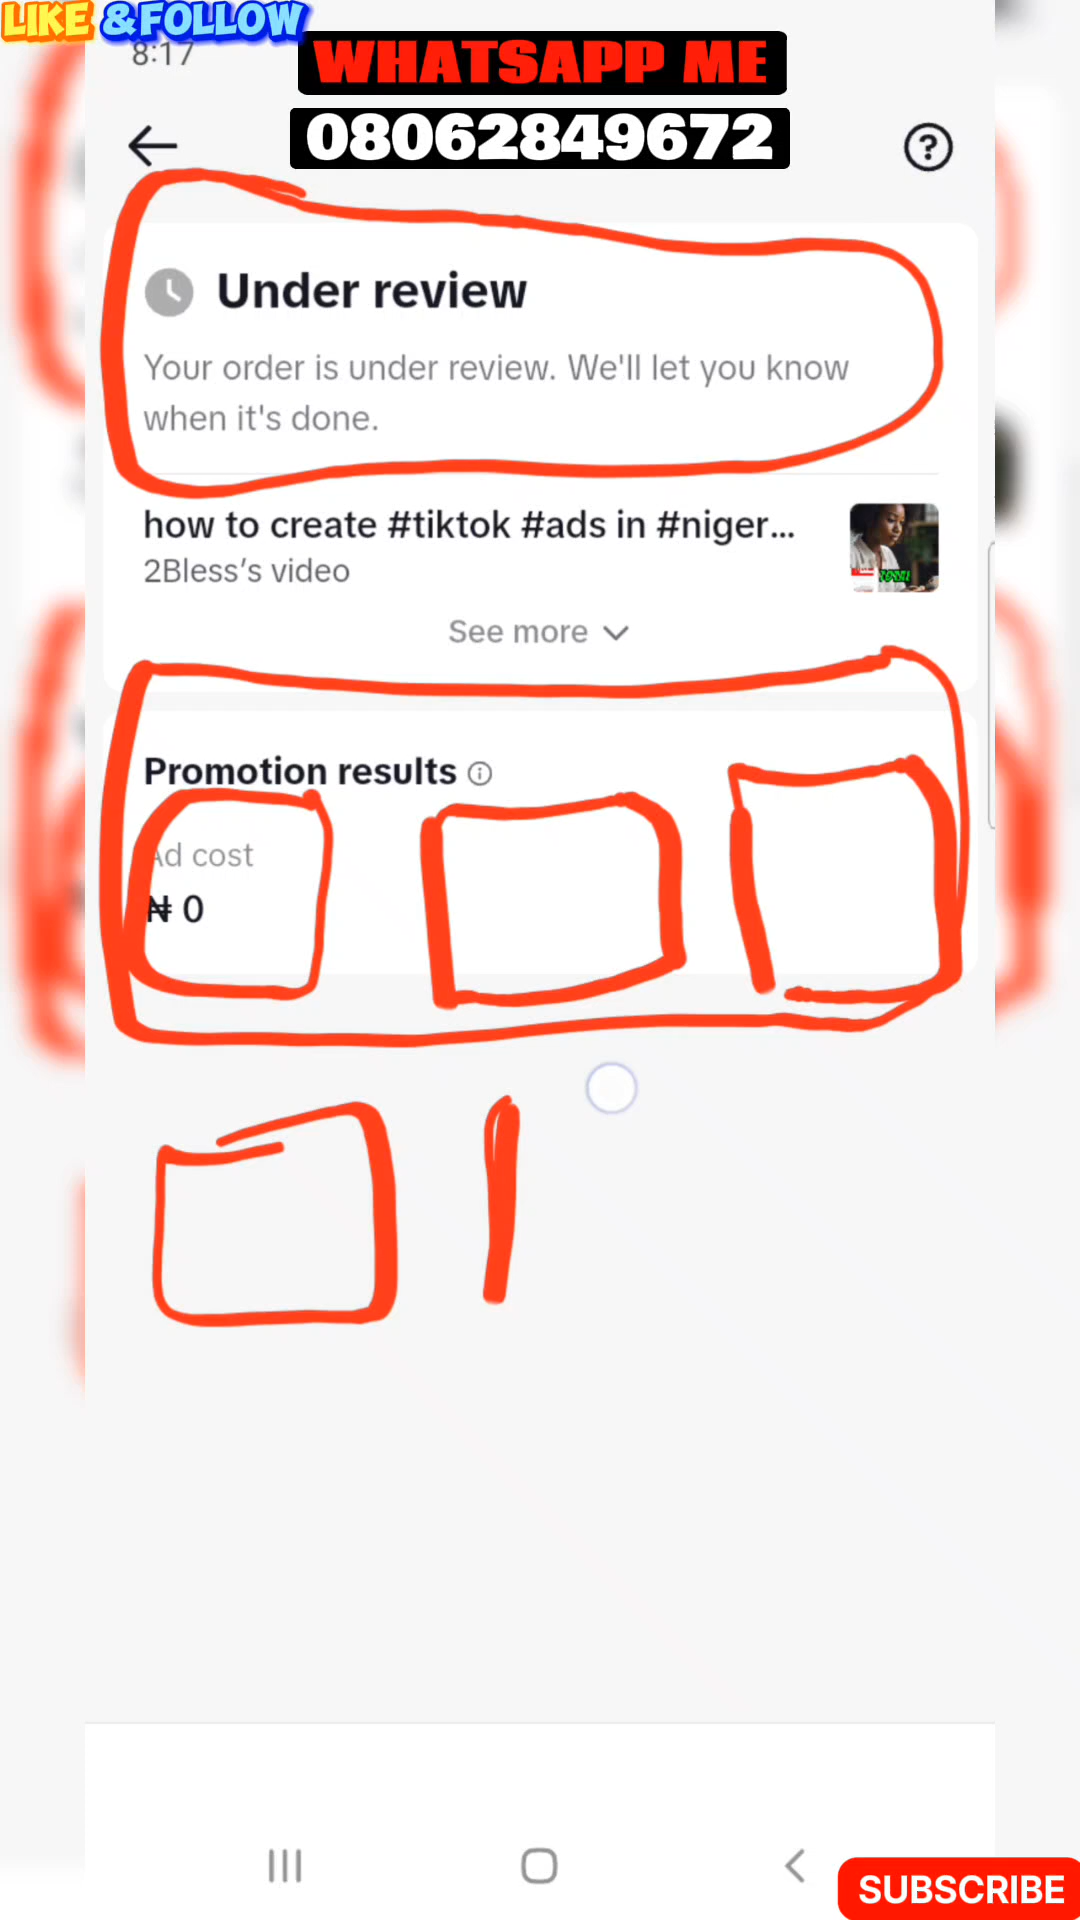 LIKE &FOLLOW
8:17
WHATSAPP ME
08062849672
Under review
Your order is under review. We'll let you know
when it's done.
how to create #tiktok #ads in #niger...
2Bless's video
See more
Promotion results
Ad cost
₦ 0
SUBSCRIBE